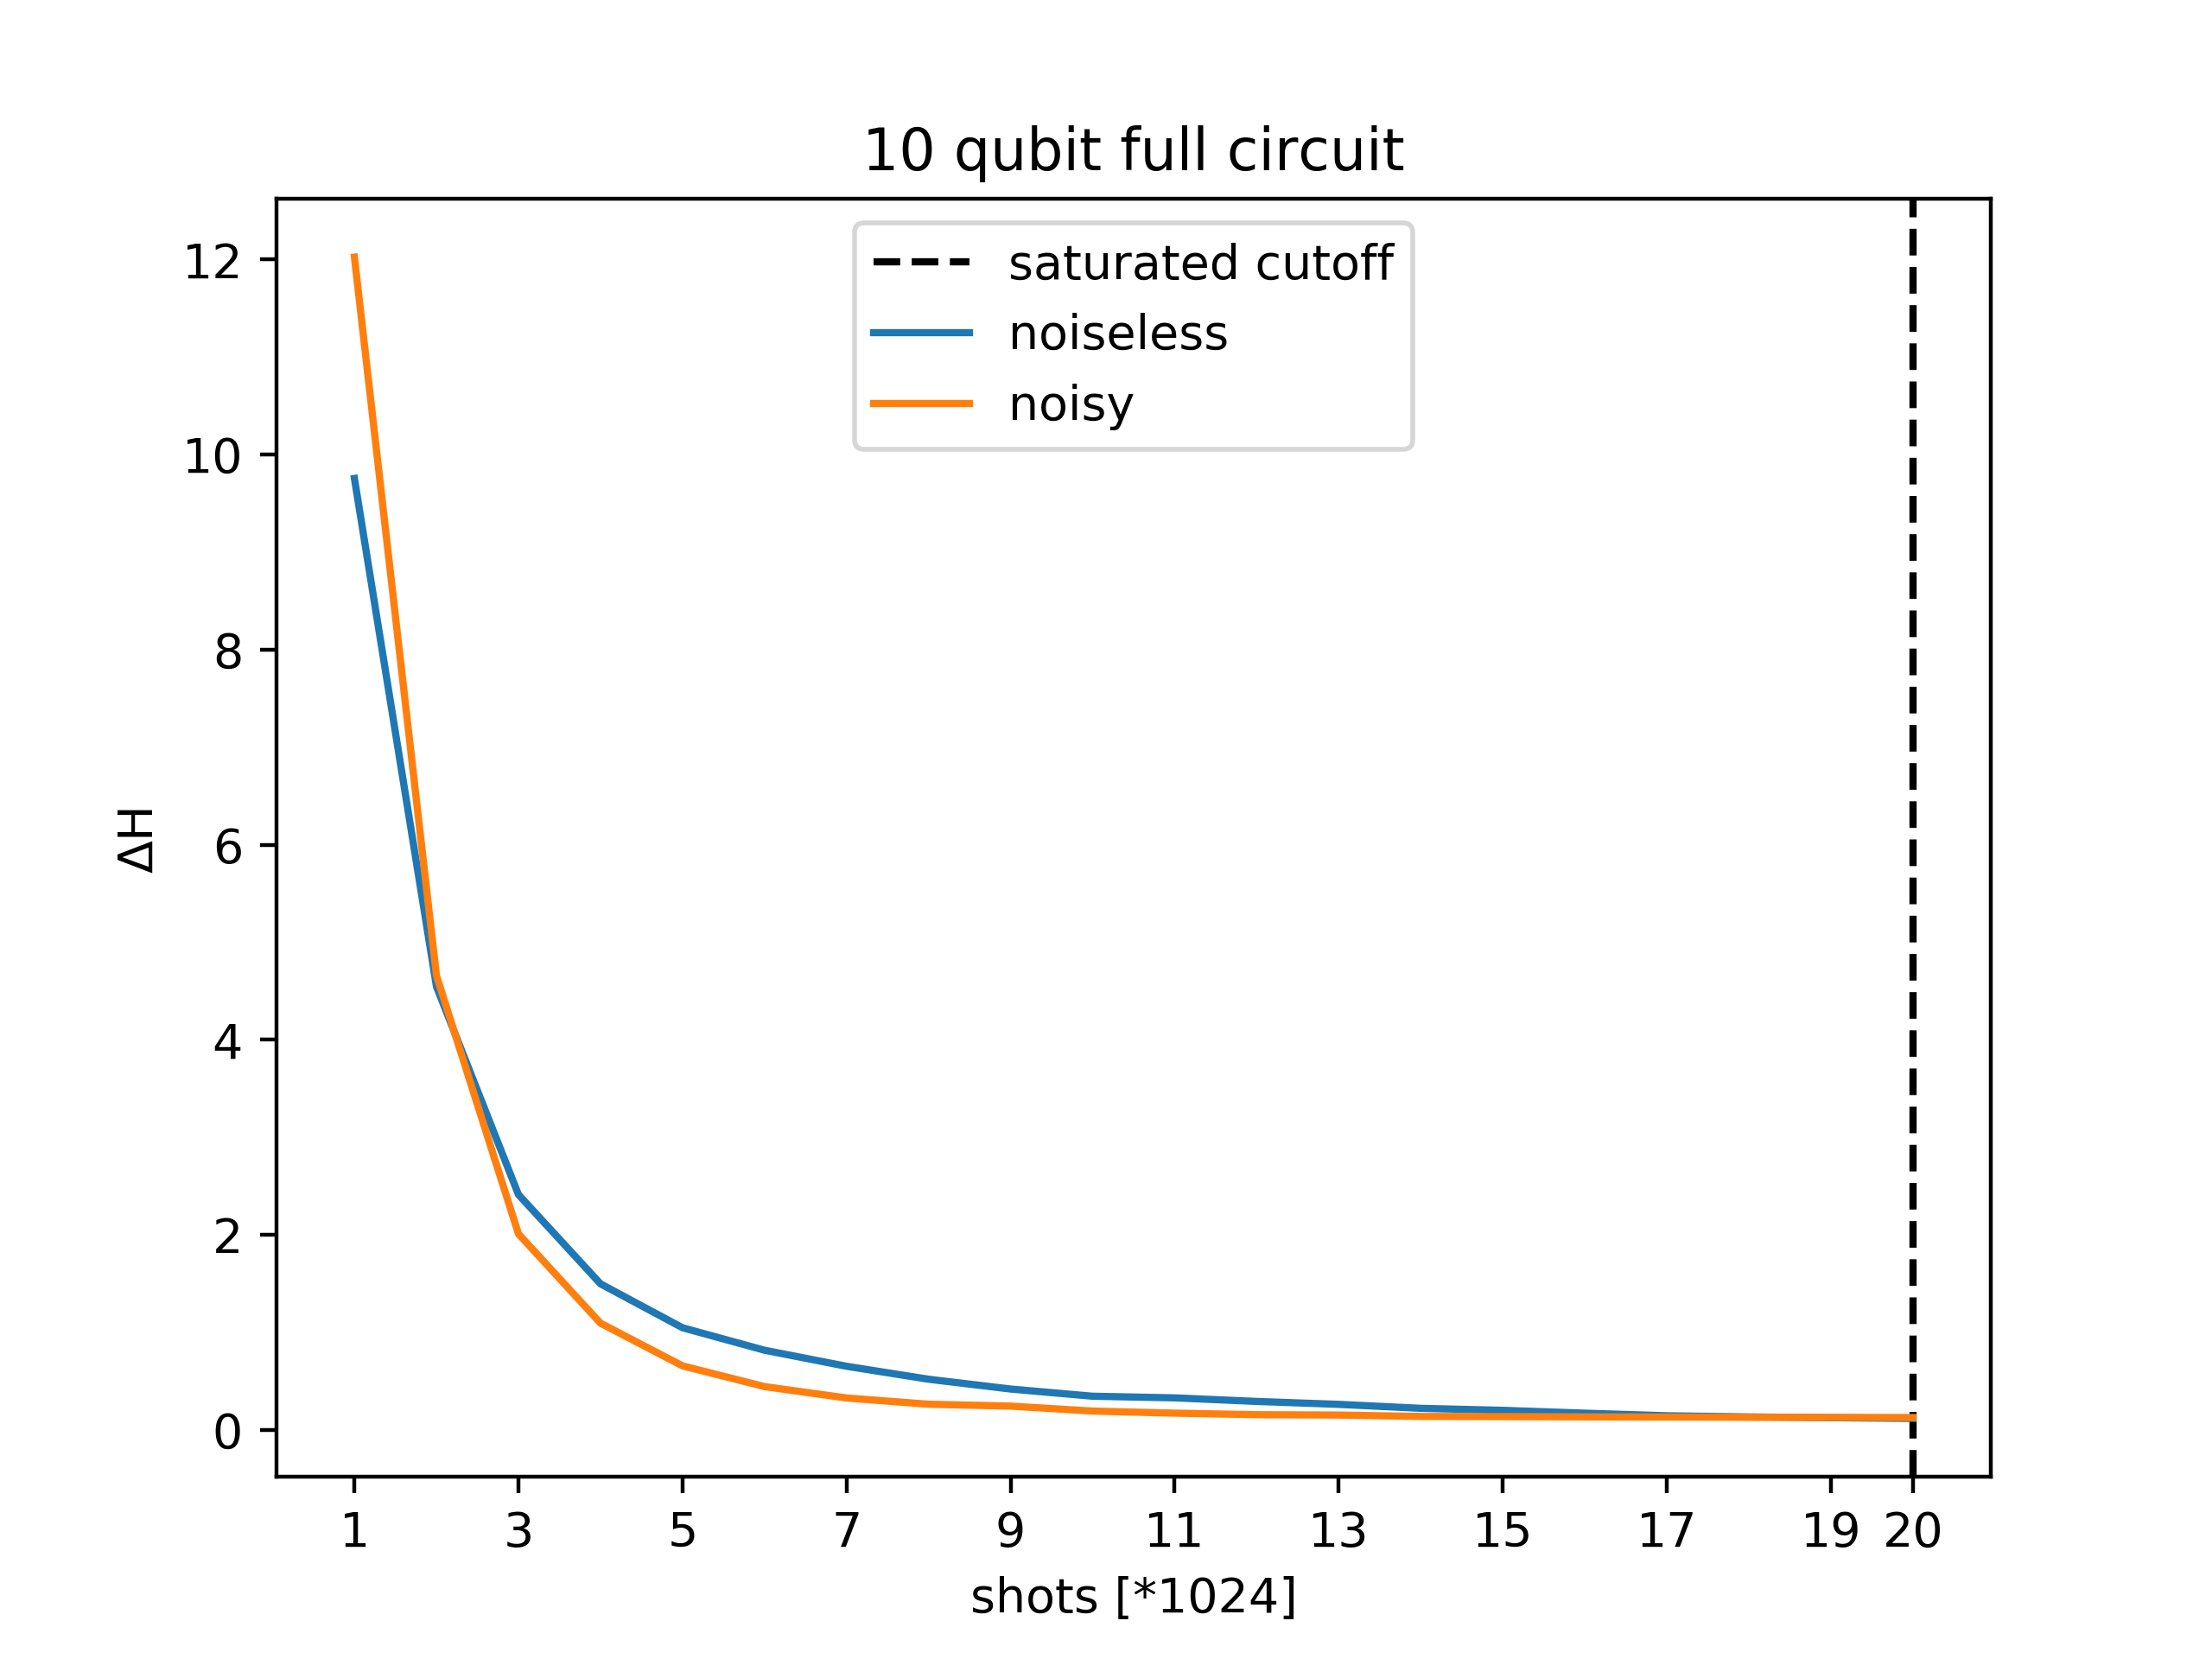 10 qubit full circuit
saturated cutoff
noiseless
noisy
12
10
8
6
4
2
0
ΔH
1 3 5 7 9 11 13 15 17 19 20
shots [*1024]